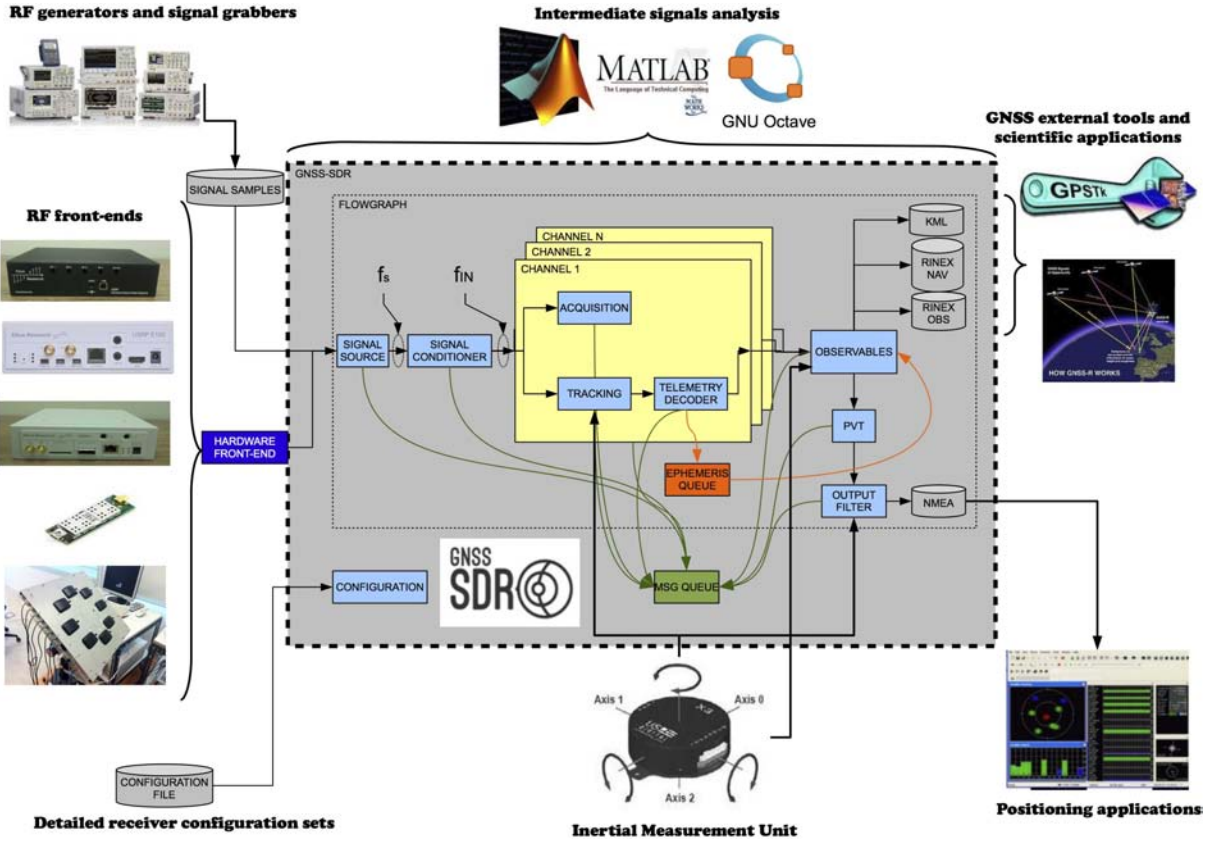 RF generators and signal grabbers
Intermediate signals analysis
MATLAB
The Language of Technical Computing
GNU Octave
GNSS external tools and
scientific applications
GPSTk
SIGNAL SAMPLES
GNSS-SDR
FLOWGRAPH
RF front-ends
CHANNEL N
CHANNEL 2
CHANNEL 1
fs
fIN
KML
RINEX
NAV
RINEX
OBS
ACQUISITION
SIGNAL
SOURCE
SIGNAL
CONDITIONER
OBSERVABLES
TRACKING
TELEMETRY
DECODER
HOW GNSS-R WORKS
PVT
HARDWARE
FRONT-END
EPHEMERIS
QUEUE
OUTPUT
FILTER
NMEA
GNSS
SDR
CONFIGURATION
MSG QUEUE
Axis 1
Axis 0
X3
Axis 2
CONFIGURATION
FILE
Detailed receiver configuration sets
Inertial Measurement Unit
Positioning applications